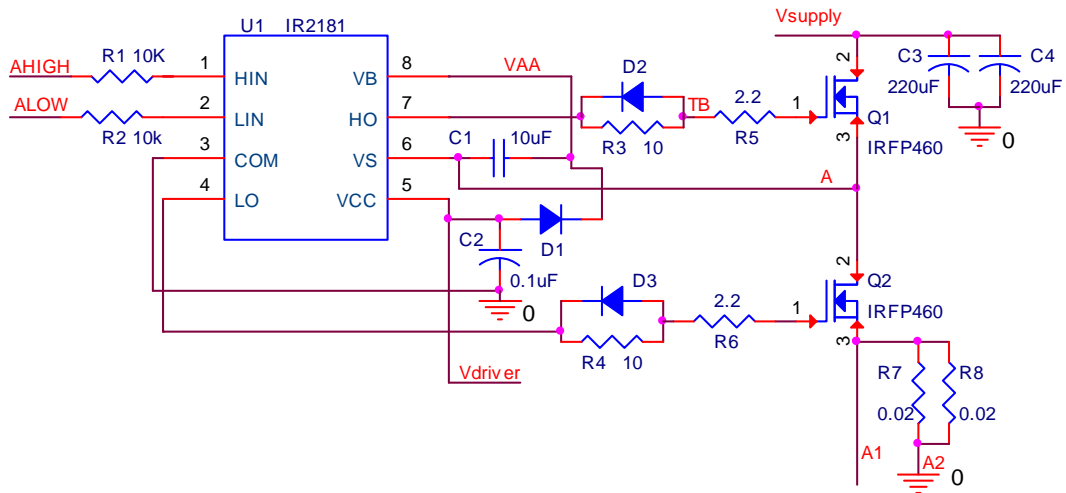 U1 IR2181
Vsupply
R1 10K
AHIGH
1
HIN
VB
8
VAA
D2
2
C3
220uF
C4
220uF
ALOW
2
LIN
HO
7
TB
2.2
1
R2 10k
R3 10
R5
Q1
0
3
COM
VS
6
C1
10uF
3
IRFP460
A
4
LO
VCC
5
C2
D1
0.1uF
0
D3
2.2
1
2
Q2
IRFP460
R4 10
R6
3
Vdriver
R7
R8
0.02
0.02
A1
A2
0